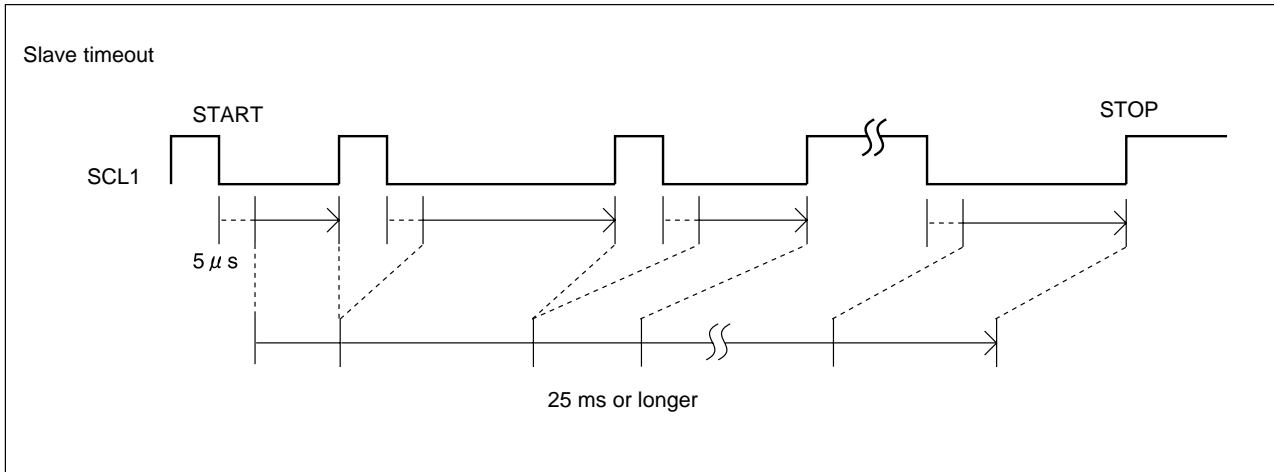 Slave timeout
START
STOP
SCL1
5 μ s
25 ms or longer